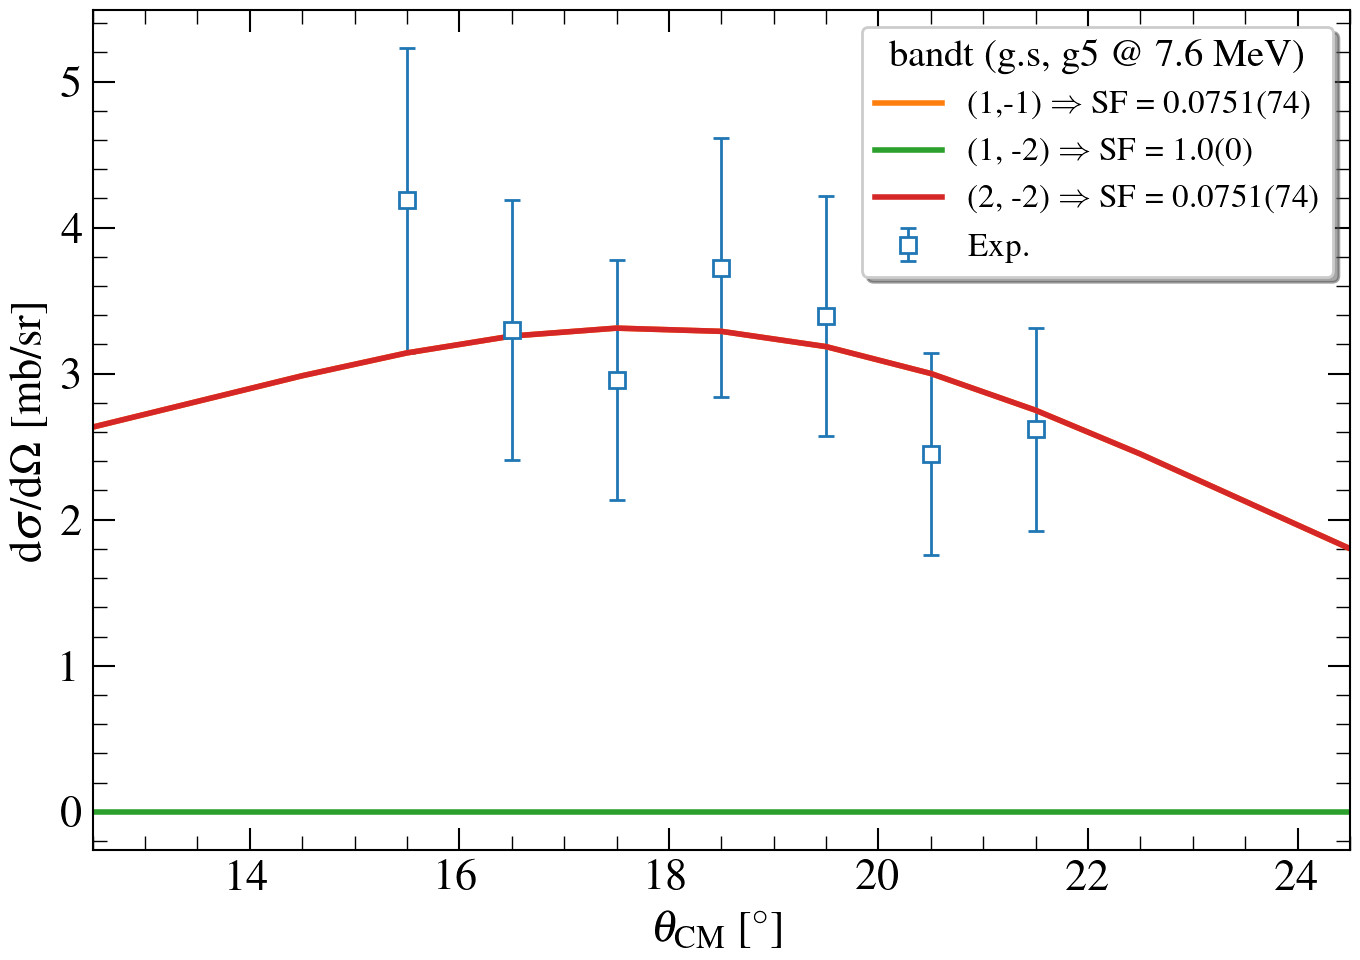 bandt (g.s, g5 @ 7.6 MeV)
(1,-1) ⇒ SF = 0.0751(74)
(1, -2) ⇒ SF = 1.0(0)
(2, -2) ⇒ SF = 0.0751(74)
Exp.
dσ/dΩ [mb/sr]
5
4
3
2
1
0
14 16 18 20 22 24
θCM [°]